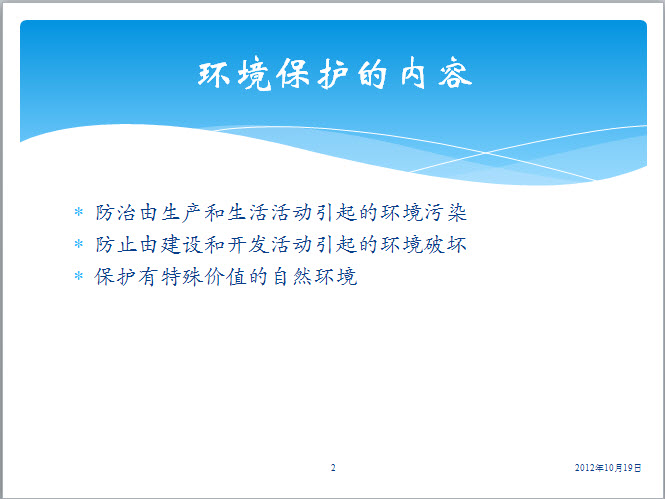 环境保护的内容
* 防治由生产和生活活动引起的环境污染
* 防止由建设和开发活动引起的环境破坏
* 保护有特殊价值的自然环境
2
2012年10月19日